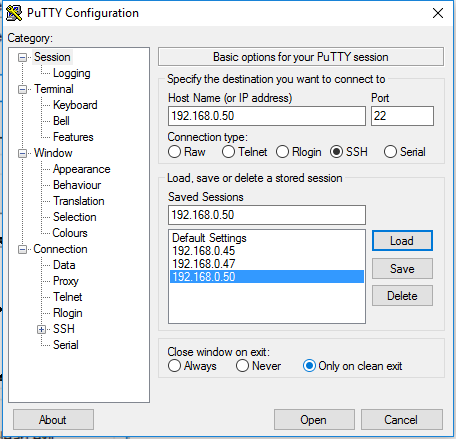 PuTTY Configuration
Category:
Session
Logging
Terminal
Keyboard
Bell
Features
Window
Appearance
Behaviour
Translation
Selection
Colours
Connection
Data
Proxy
Telnet
Rlogin
SSH
Serial
Basic options for your PuTTY session
Specify the destination you want to connect to
Host Name (or IP address) Port
192.168.0.50 22
Connection type:
Raw Telnet Rlogin SSH Serial
Load, save or delete a stored session
Saved Sessions
192.168.0.50
Default Settings
192.168.0.45
192.168.0.47
192.168.0.50
Load
Save
Delete
Close window on exit:
Always Never Only on clean exit
About Open Cancel